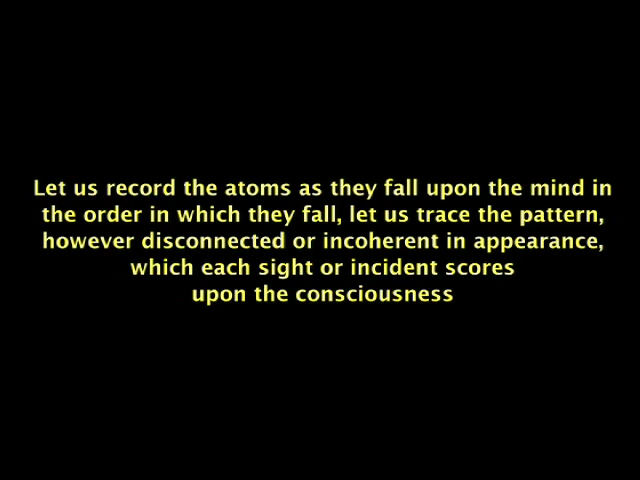 Let us record the atoms as they fall upon the mind in
the order in which they fall, let us trace the pattern,
however disconnected or incoherent in appearance,
which each sight or incident scores
upon the consciousness